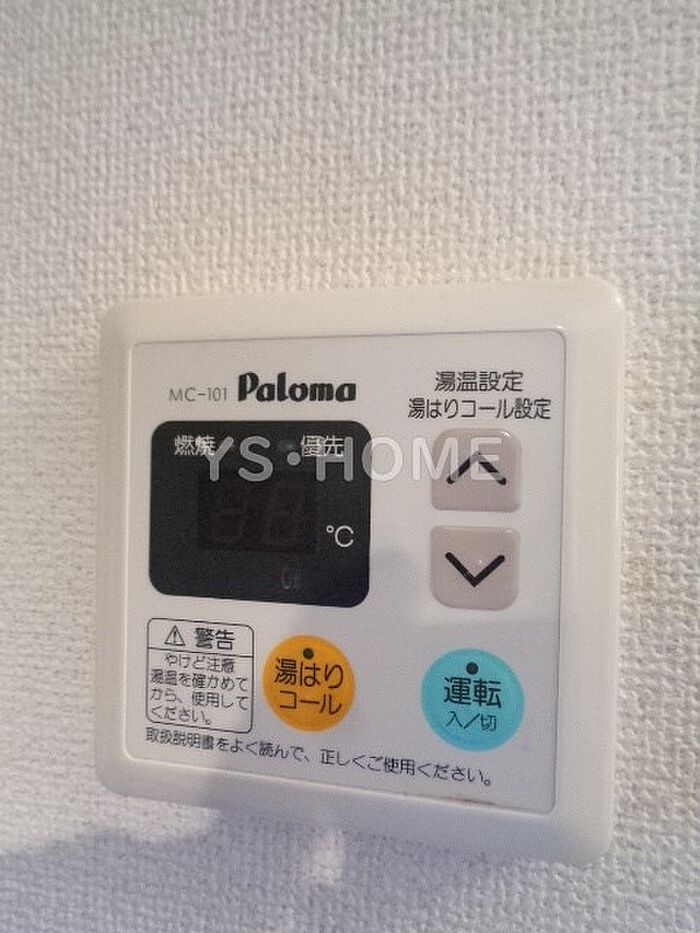 MC-101 Paloma
湯温設定
湯はりコール設定
燃焼 優先
YS・HOME
℃
警告
やけど注意
湯温を確かめて
から、使用して
ください。
湯はり
コール
運転
入／切
取扱説明書をよく読んで、正しくご使用ください。